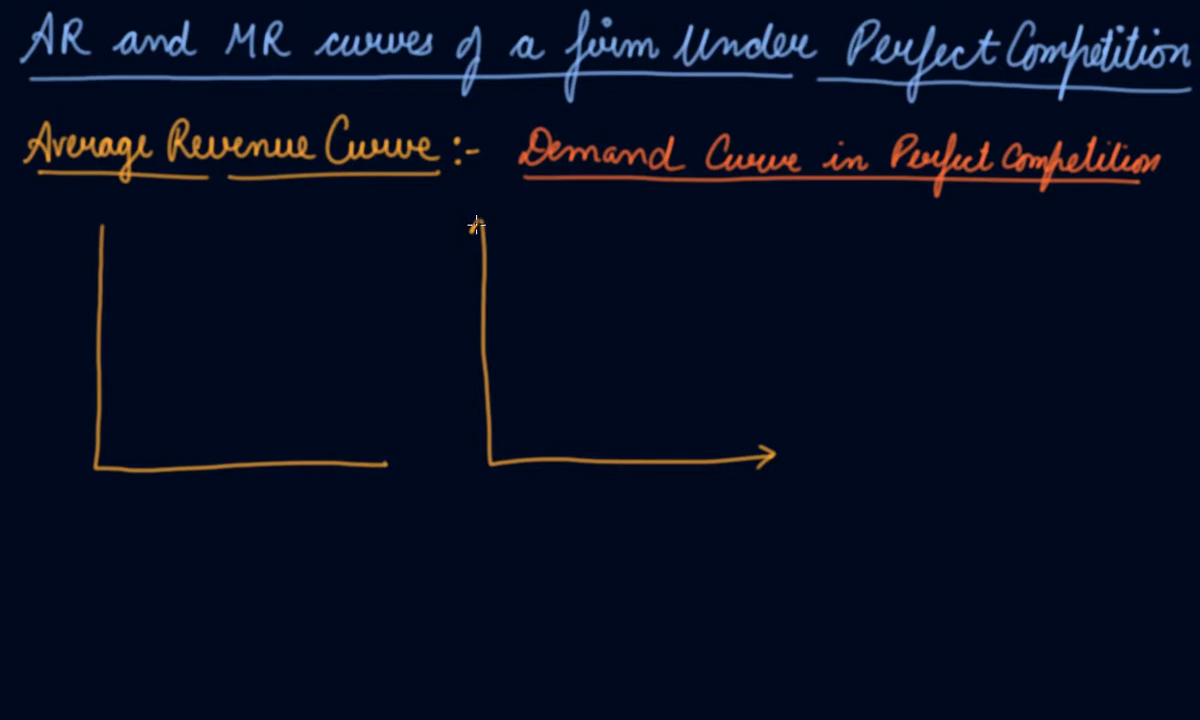 AR and MR curves of a firm Under Perfect Competition
Average Revenue Curve :- Demand Curve in Perfect Competition